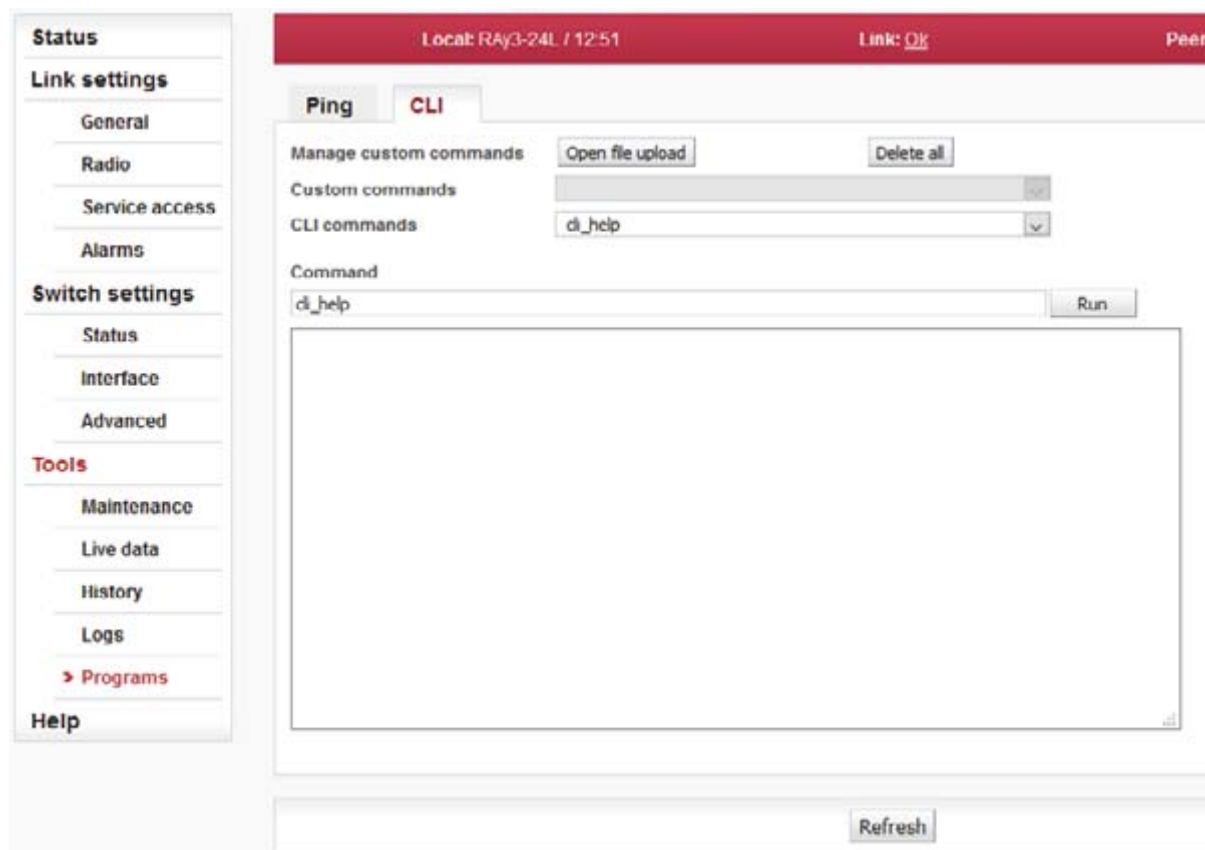 Status
Link settings
General
Radio
Service access
Alarms
Switch settings
Status
Interface
Advanced
Tools
Maintenance
Live data
History
Logs
> Programs
Help
Local: RAy3-24L / 12:51 Link: Ok Peer
Ping CLI
Manage custom commands Open file upload Delete all
Custom commands
CLI commands cli_help
Command
cli_help Run
Refresh